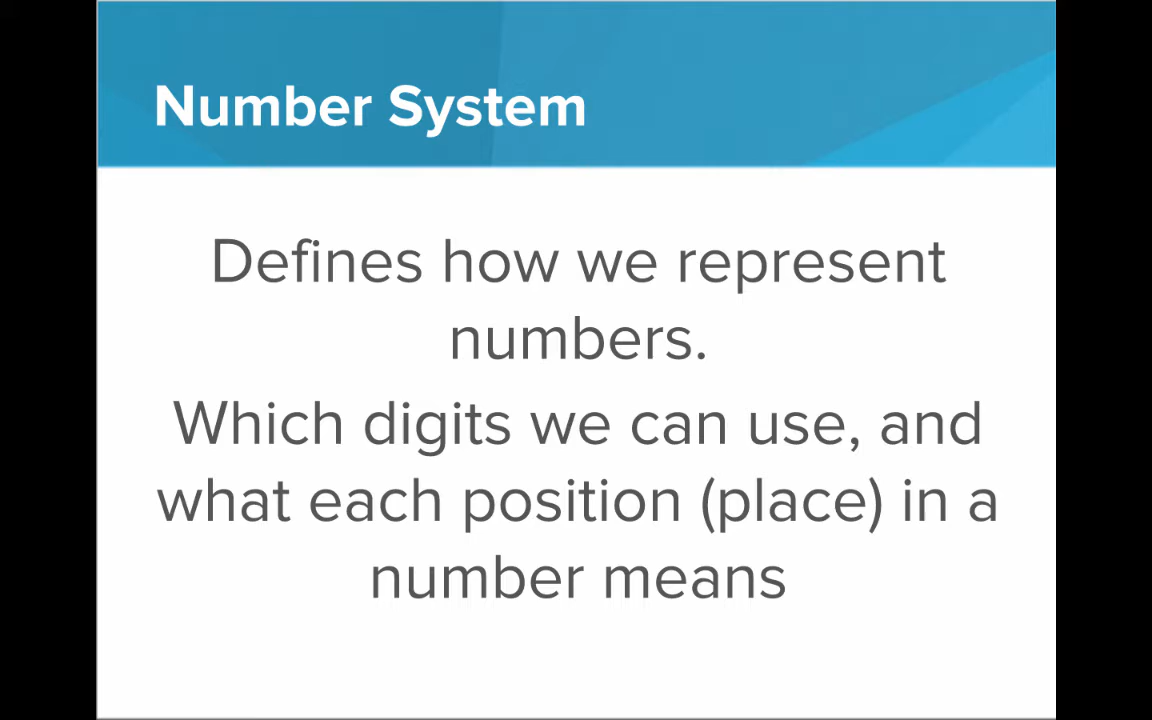 Number System
Defines how we represent
numbers.
Which digits we can use, and
what each position (place) in a
number means